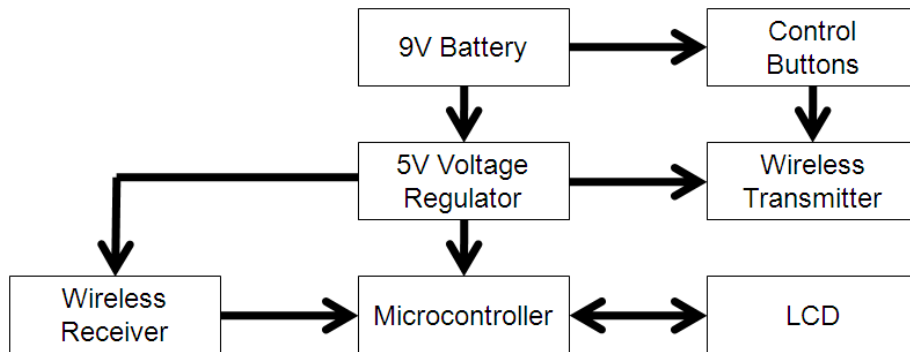 9V Battery
Control
Buttons
5V Voltage
Regulator
Wireless
Transmitter
Wireless
Receiver
Microcontroller
LCD